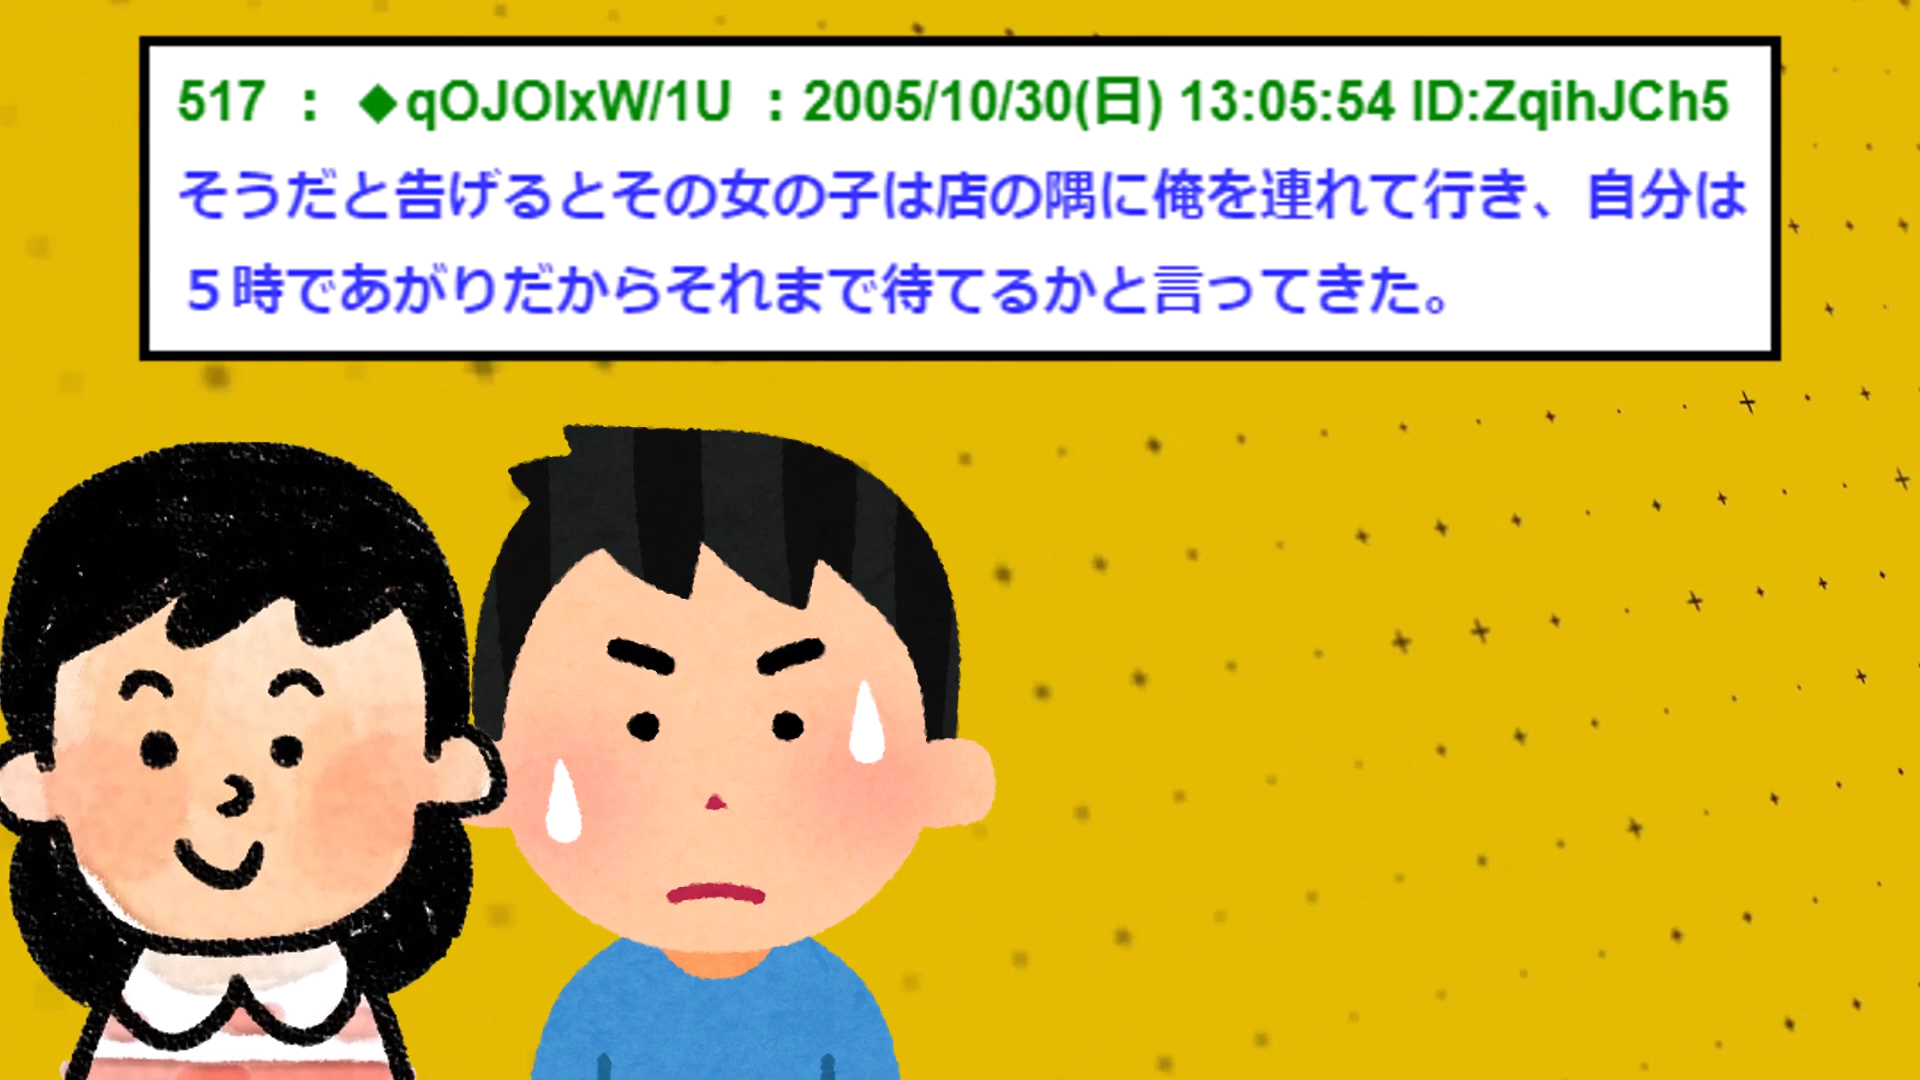 517 ： ◆qOJOIxW/1U ：2005/10/30(日) 13:05:54 ID:ZqihJCh5
そうだと告げるとその女の子は店の隅に俺を連れて行き、自分は
５時であがりだからそれまで待てるかと言ってきた。